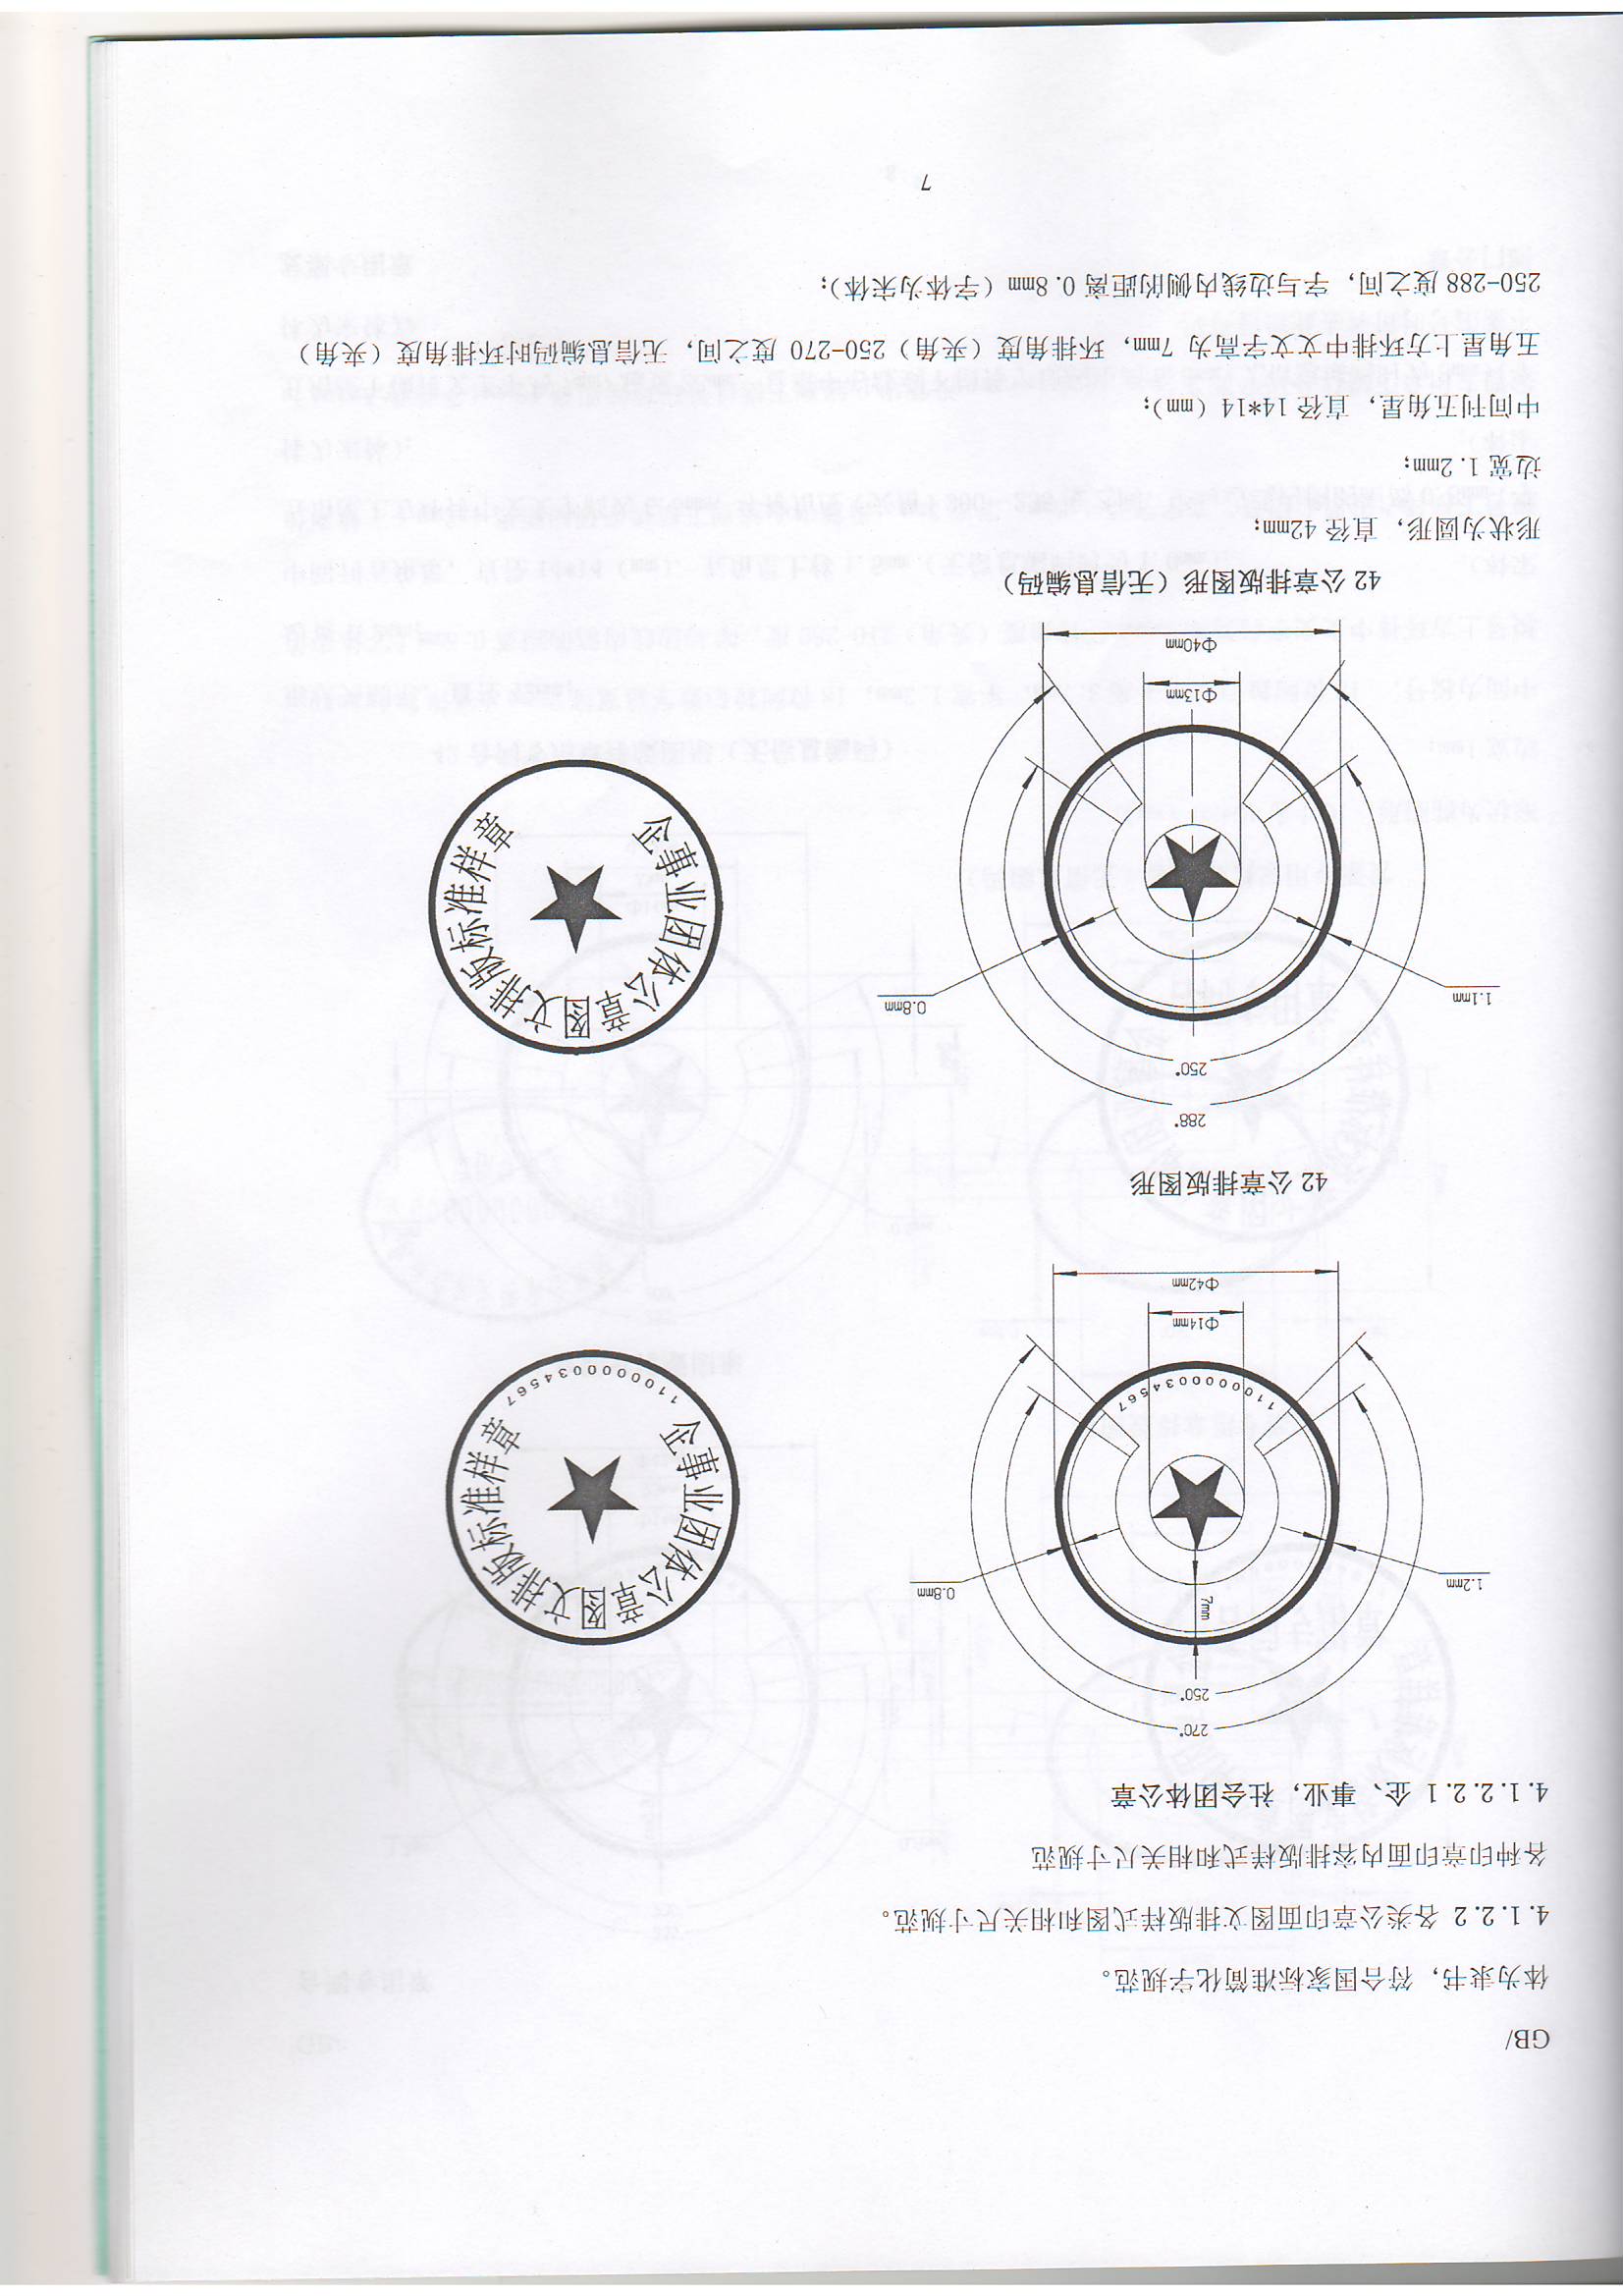 GB/
体为隶书，符合国家标准简化字规范。
4.1.2.2 各类公章印面图文排版样式图和相关尺寸规范。
各种印章印面内容排版样式和相关尺寸规范
4.1.2.2.1 企、事业，社会团体公章
270°
250°
7mm
1.2mm
0.8mm
1100000034567
Φ14mm
Φ42mm
企事业团体公章图文排版标准样章
1100000034567
42 公章排版图形
288°
250°
1.1mm
0.8mm
Φ13mm
Φ40mm
企事业团体公章图文排版标准样章
42 公章排版图形（无信息编码）
形状为圆形，直径 42mm；
边宽 1.2mm；
中间刊五角星，直径 14*14（mm）；
五角星上方环排中文文字高为 7mm，环排角度（夹角）250-270 度之间，无信息编码时环排角度（夹角）
250-288 度之间，字与边线内侧的距离 0.8mm（字体为宋体）；
7